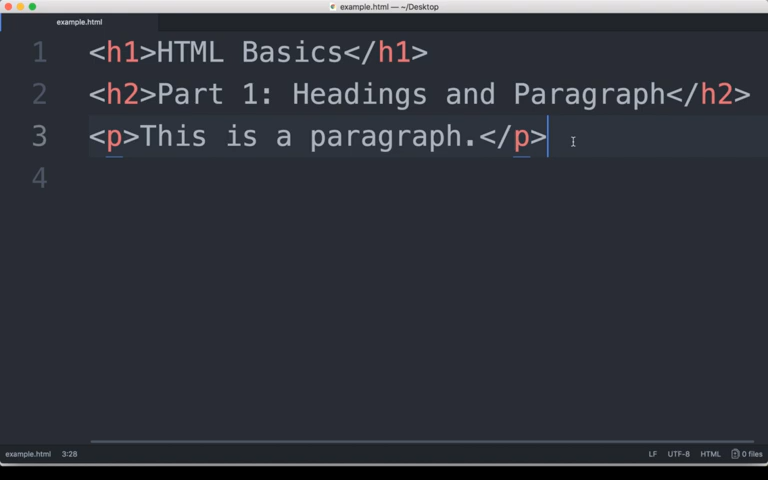 example.html — ~/Desktop
example.html
1 <h1>HTML Basics</h1>
2 <h2>Part 1: Headings and Paragraph</h2>
3 <p>This is a paragraph.</p>
4
example.html 3:28 LF UTF-8 HTML 0 files